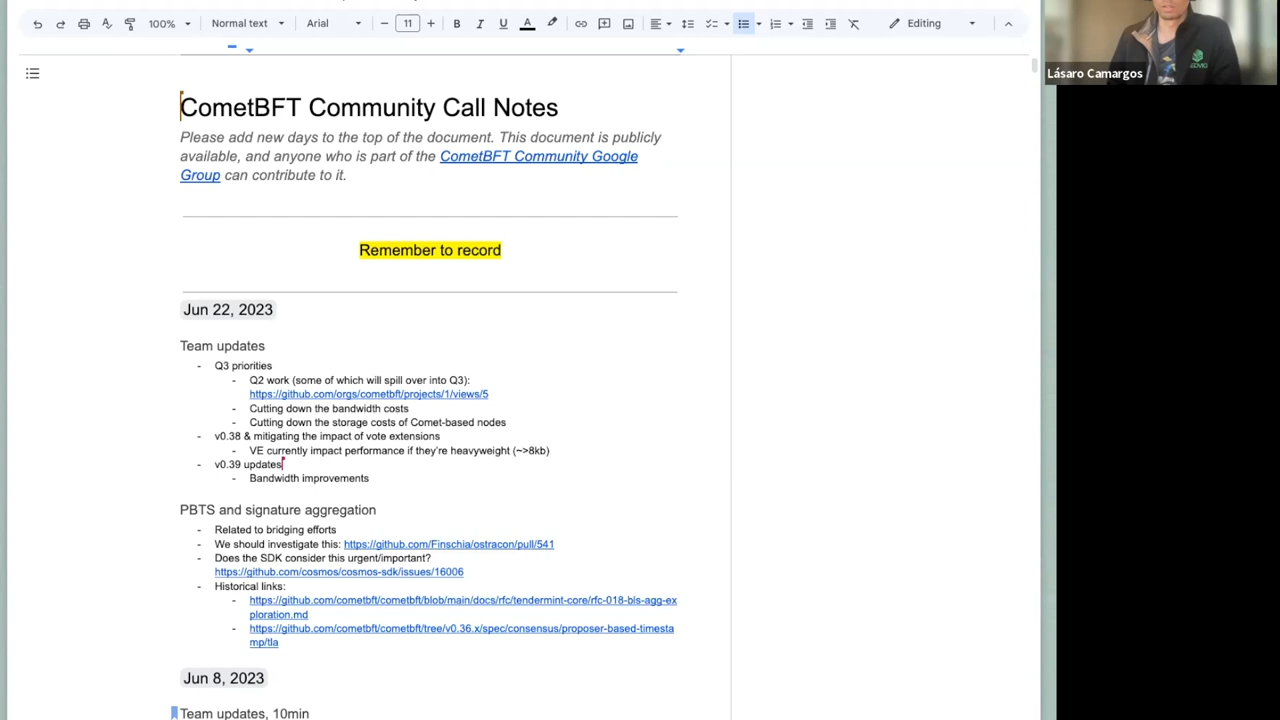 100%
Normal text
Arial
11
Editing
Lásaro Camargos
CometBFT Community Call Notes
Please add new days to the top of the document. This document is publicly
available, and anyone who is part of the CometBFT Community Google
Group can contribute to it.
Remember to record
Jun 22, 2023
Team updates
- Q3 priorities
- Q2 work (some of which will spill over into Q3):
https://github.com/orgs/cometbft/projects/1/views/5
- Cutting down the bandwidth costs
- Cutting down the storage costs of Comet-based nodes
- v0.38 & mitigating the impact of vote extensions
- VE currently impact performance if they're heavyweight (~>8kb)
- v0.39 updates
- Bandwidth improvements
PBTS and signature aggregation
- Related to bridging efforts
- We should investigate this: https://github.com/Finschia/ostracon/pull/541
- Does the SDK consider this urgent/important?
https://github.com/cosmos/cosmos-sdk/issues/16006
- Historical links:
- https://github.com/cometbft/cometbft/blob/main/docs/rfc/tendermint-core/rfc-018-bls-agg-ex
ploration.md
- https://github.com/cometbft/cometbft/tree/v0.36.x/spec/consensus/proposer-based-timesta
mp/tla
Jun 8, 2023
Team updates, 10min